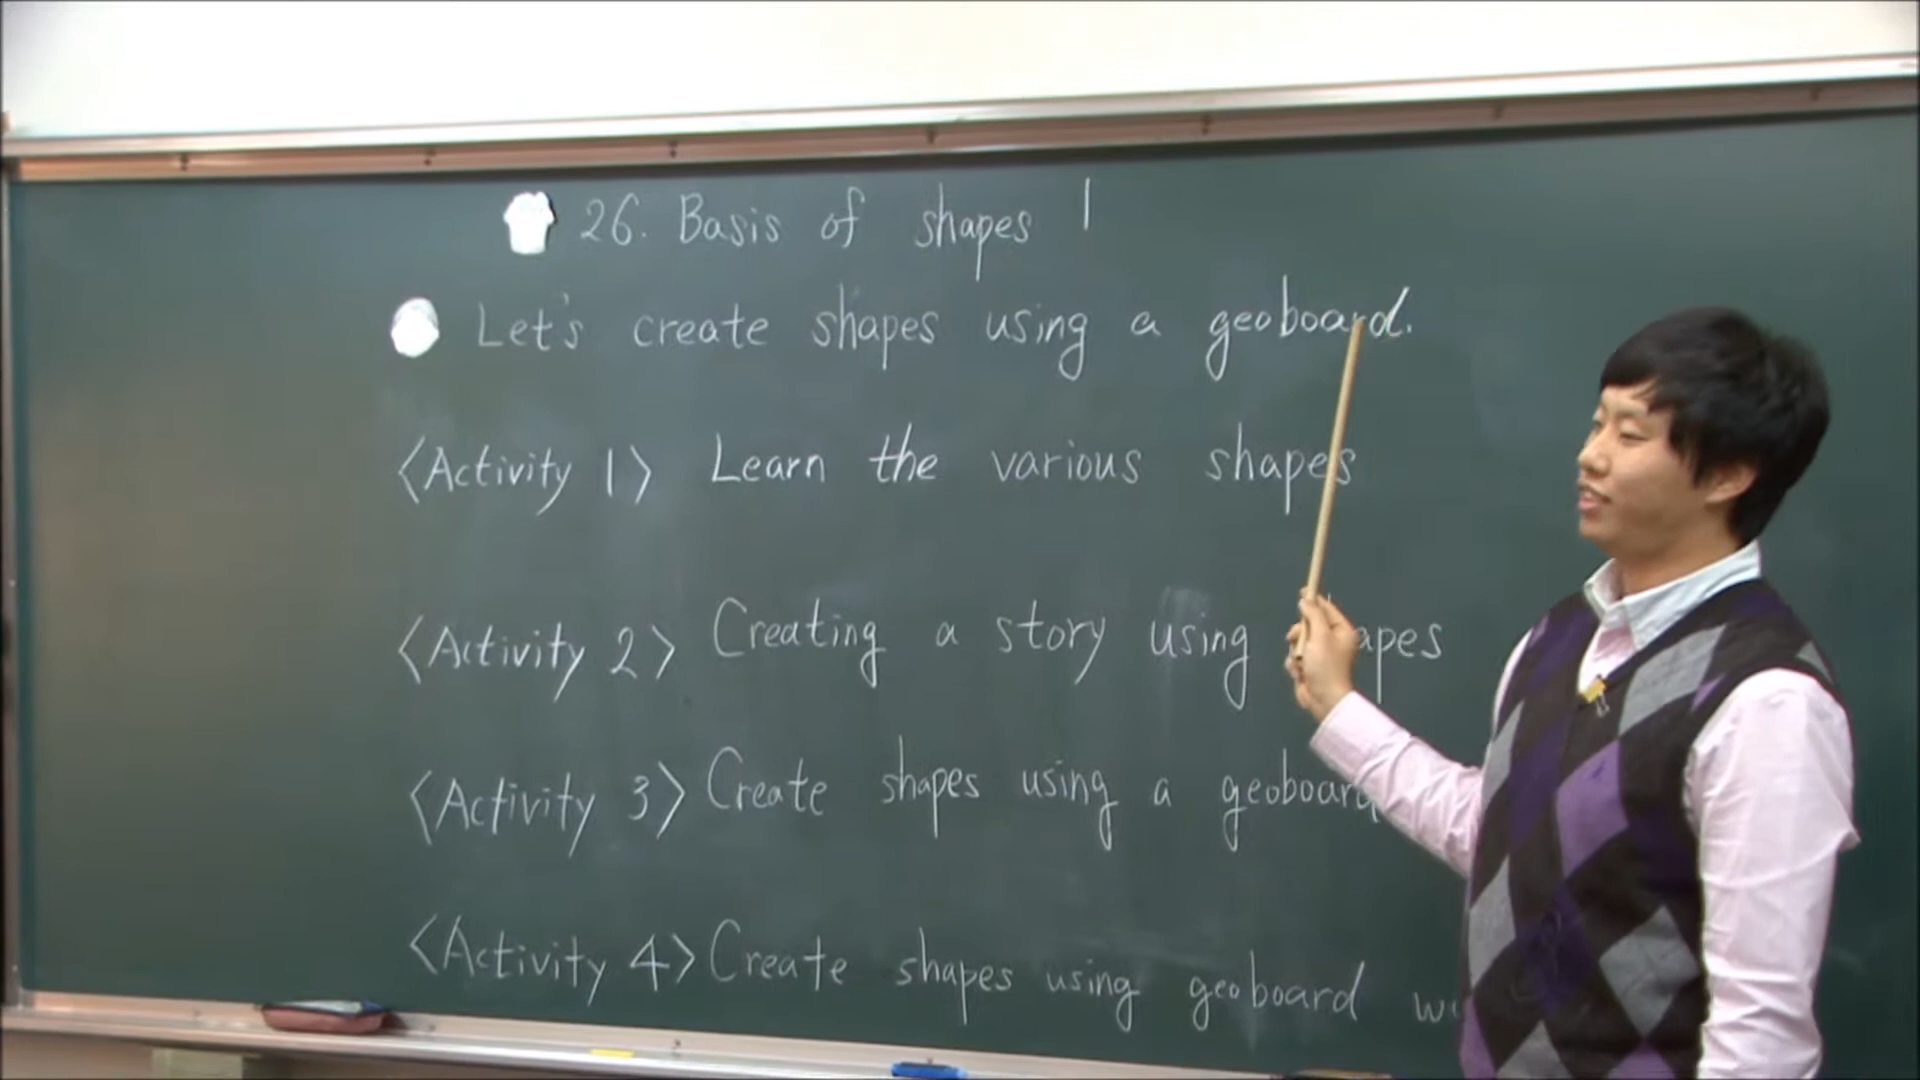 26. Basis of shapes 1
Let's create shapes using a geoboard.
<Activity 1> Learn the various shapes
<Activity 2> Creating a story using
<Activity 3> Create shapes using a geoboard
<Activity 4> Create shapes using geoboard